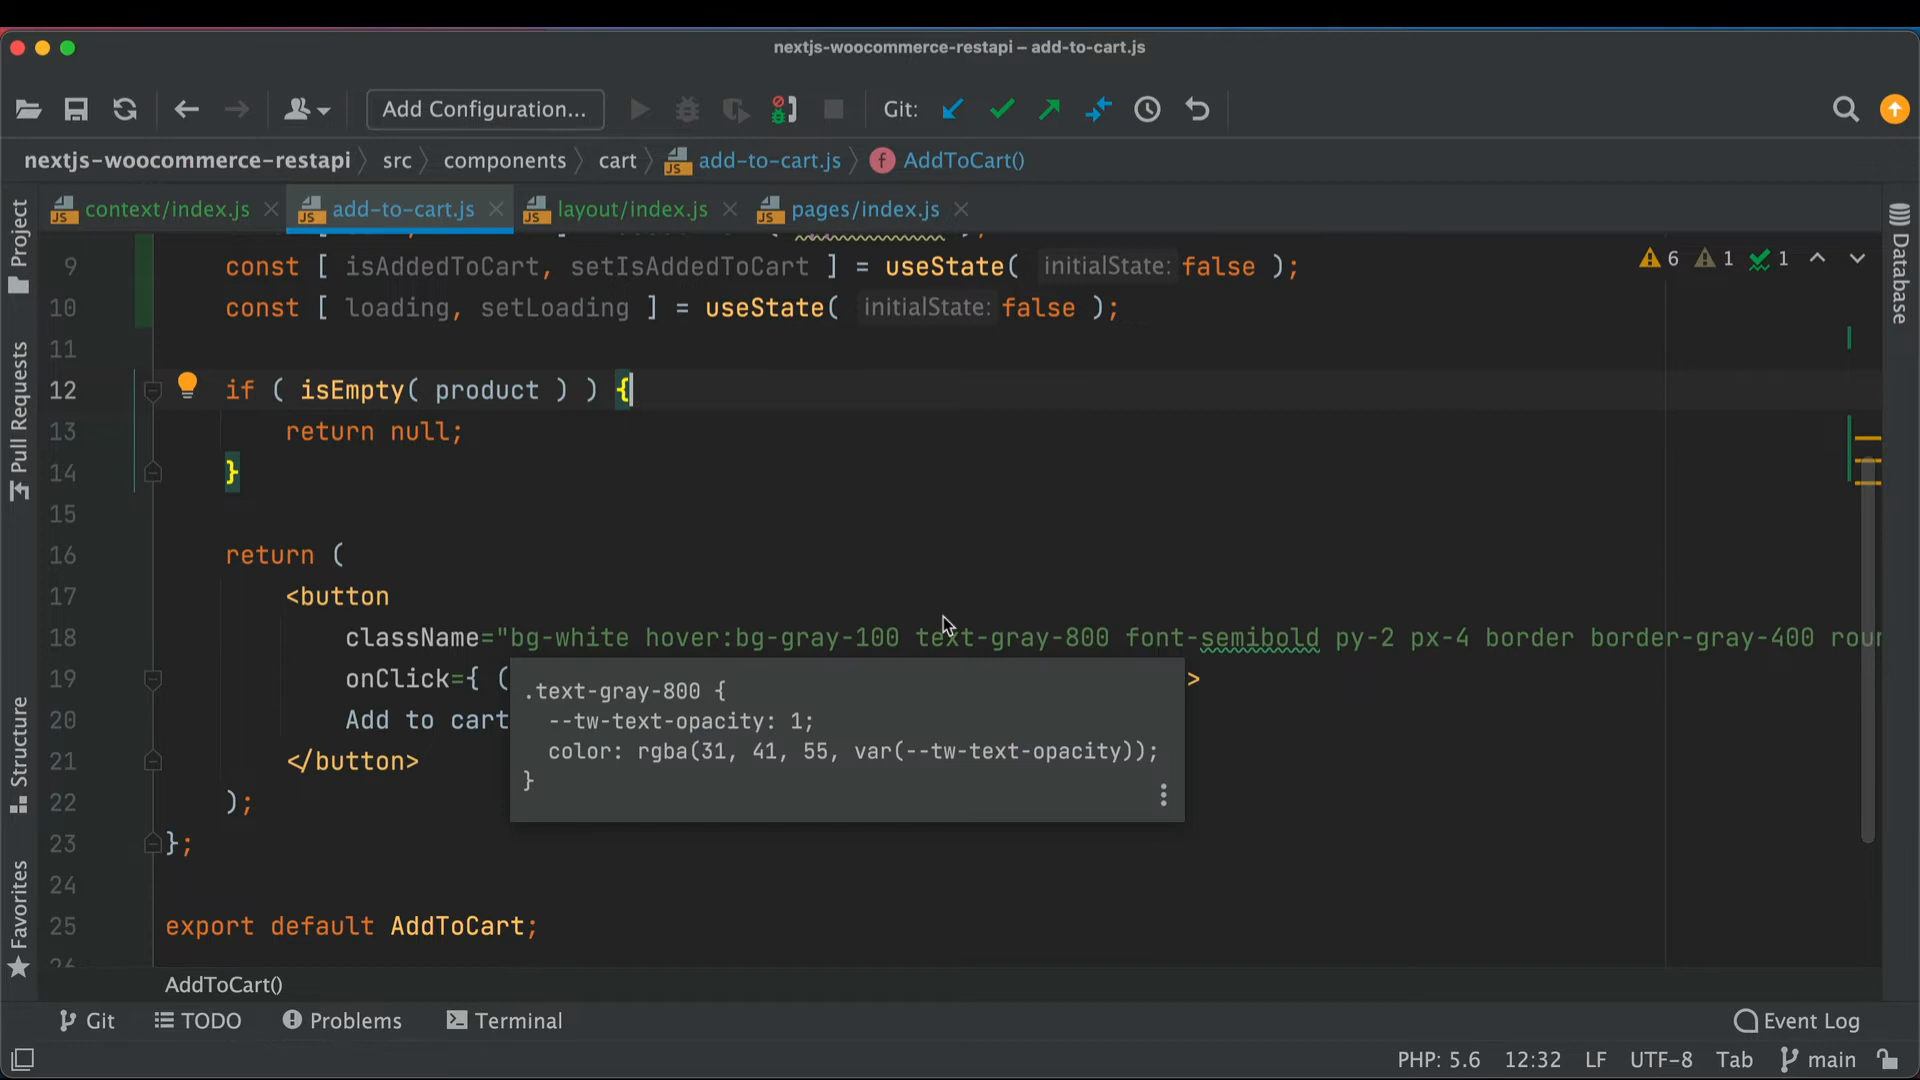 nextjs-woocommerce-restapi – add-to-cart.js
Add Configuration... Git:
nextjs-woocommerce-restapi src components cart JS add-to-cart.js f AddToCart()
JS context/index.js JS add-to-cart.js JS layout/index.js JS pages/index.js
9 const [ isAddedToCart, setIsAddedToCart ] = useState( initialState: false );
6 1 1
10 const [ loading, setLoading ] = useState( initialState: false );
11
12 if ( isEmpty( product ) ) {
13 return null;
14 }
15
16 return (
17 <button
18 className="bg-white hover:bg-gray-100 text-gray-800 font-semibold py-2 px-4 border border-gray-400 roun
19 onClick={ ( >
20 Add to cart
21 </button>
22 );
23 };
24
25 export default AddToCart;
26
.text-gray-800 {
--tw-text-opacity: 1;
color: rgba(31, 41, 55, var(--tw-text-opacity));
}
Project
Pull Requests
Structure
Favorites
Database
AddToCart()
Git TODO Problems Terminal Event Log
PHP: 5.6 12:32 LF UTF-8 Tab main